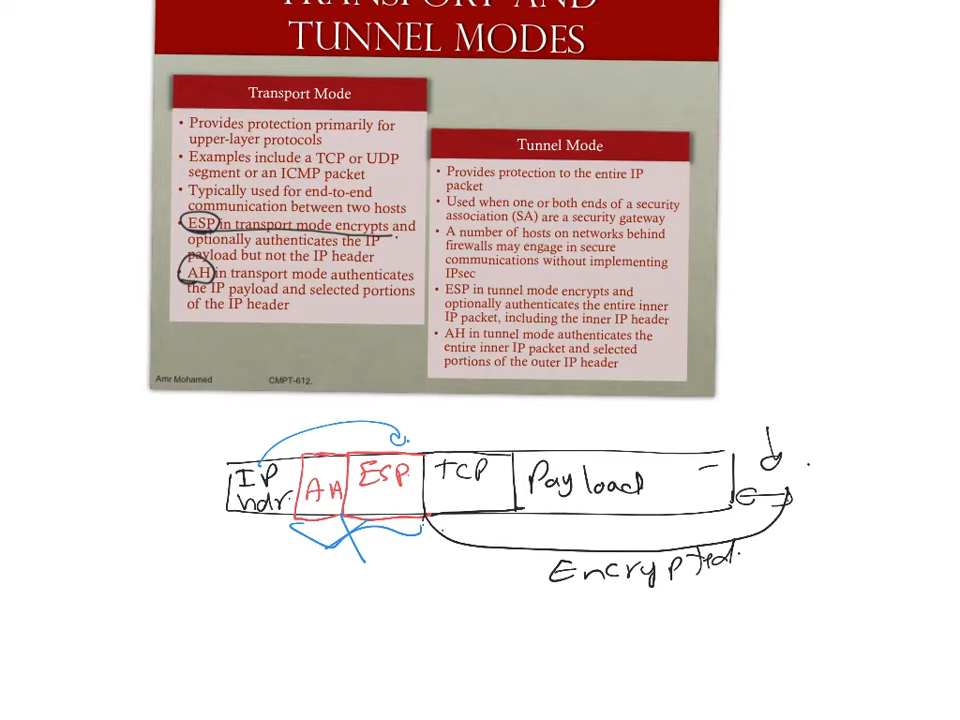 TRANSPORT AND
TUNNEL MODES
Transport Mode
• Provides protection primarily for
upper-layer protocols
• Examples include a TCP or UDP
segment or an ICMP packet
• Typically used for end-to-end
communication between two hosts
• ESP in transport mode encrypts and
optionally authenticates the IP
payload but not the IP header
• AH in transport mode authenticates
the IP payload and selected portions
of the IP header
Tunnel Mode
• Provides protection to the entire IP
packet
• Used when one or both ends of a security
association (SA) are a security gateway
• A number of hosts on networks behind
firewalls may engage in secure
communications without implementing
IPsec
• ESP in tunnel mode encrypts and
optionally authenticates the entire inner
IP packet, including the inner IP header
• AH in tunnel mode authenticates the
entire inner IP packet and selected
portions of the outer IP header
Amr Mohamed CMPT-612.
IP
hdr. AH ESP. TCP Payload
Encrypted.